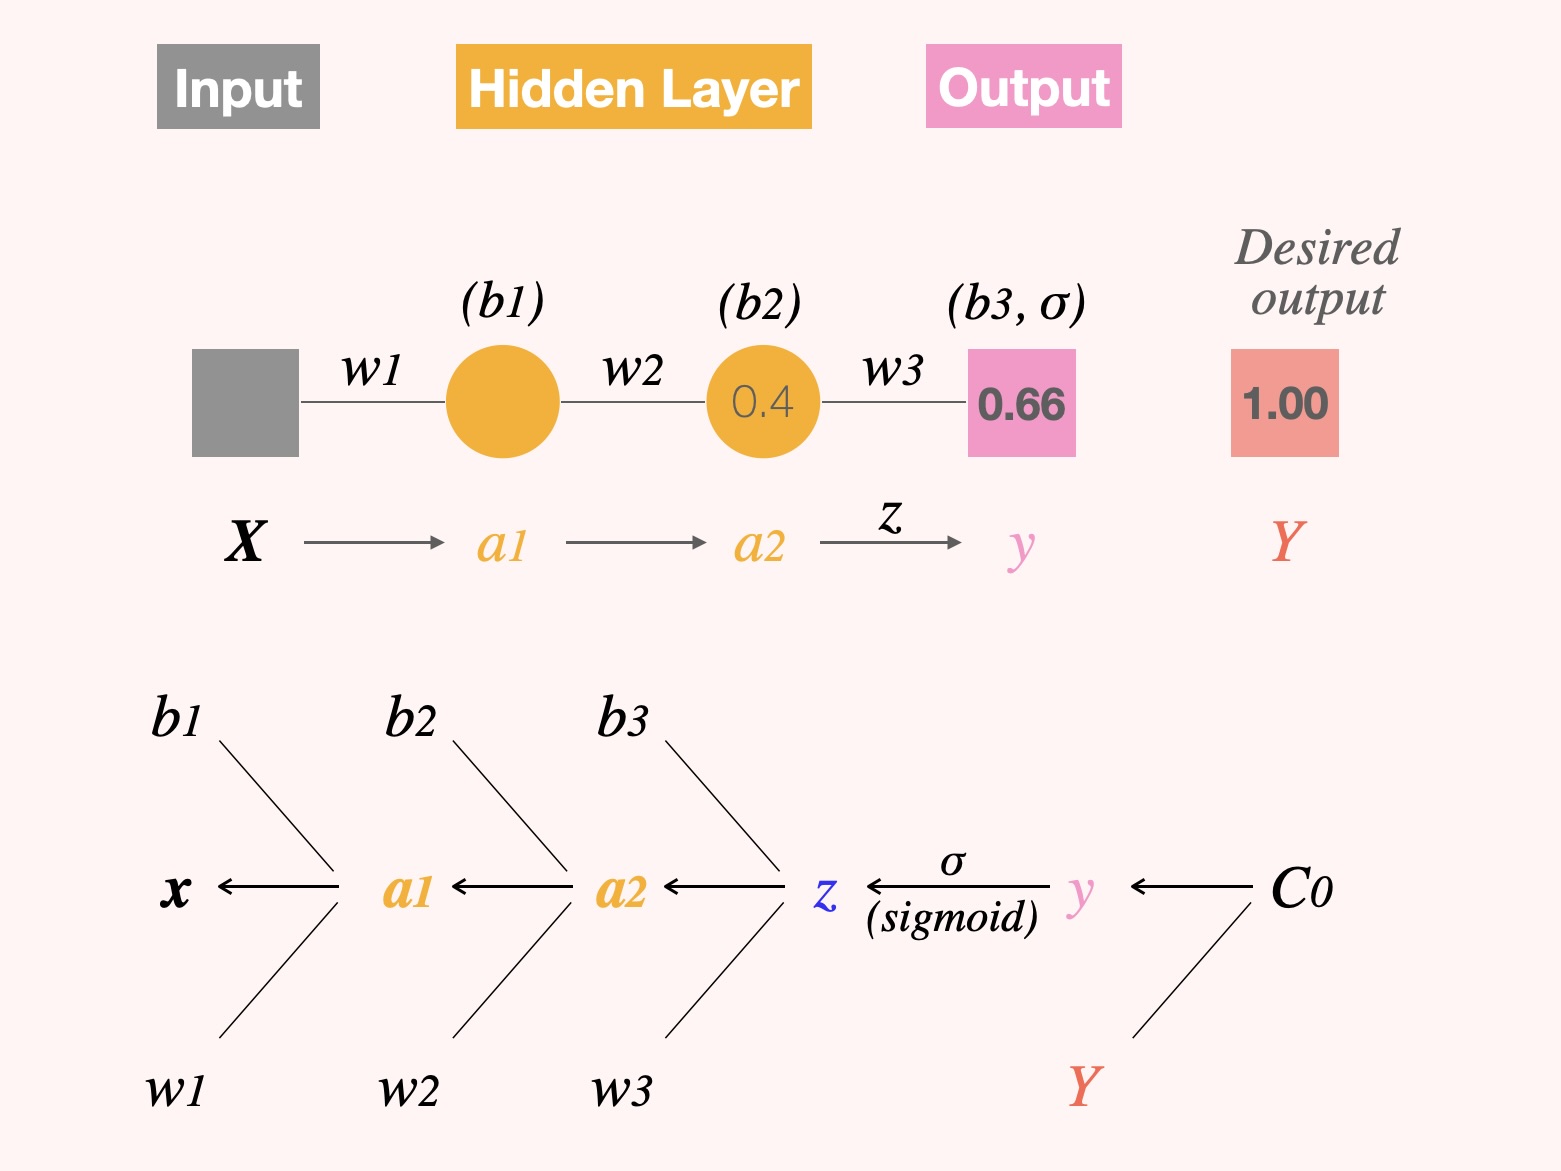 Input Hidden Layer Output
Desired
output
(b1) (b2) (b3, σ)
w1 w2 w3
0.4 0.66 1.00
z
X a1 a2 y Y
b1 b2 b3
σ
x a1 a2 z y C0
(sigmoid)
w1 w2 w3 Y